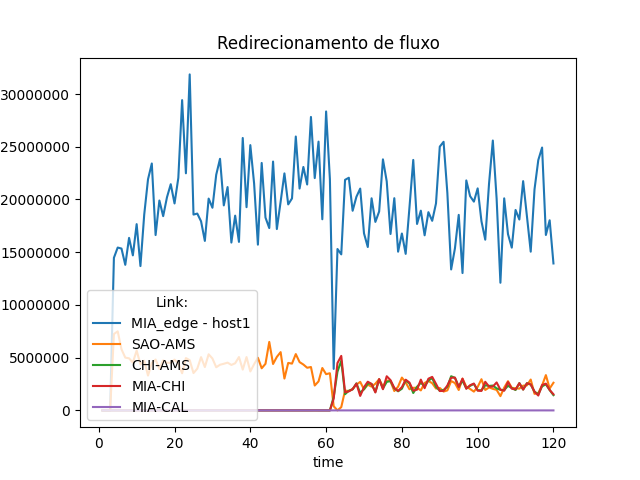 Redirecionamento de fluxo
30000000
25000000
20000000
15000000
10000000
5000000
0
Link:
MIA_edge - host1
SAO-AMS
CHI-AMS
MIA-CHI
MIA-CAL
0 20 40 60 80 100 120
time